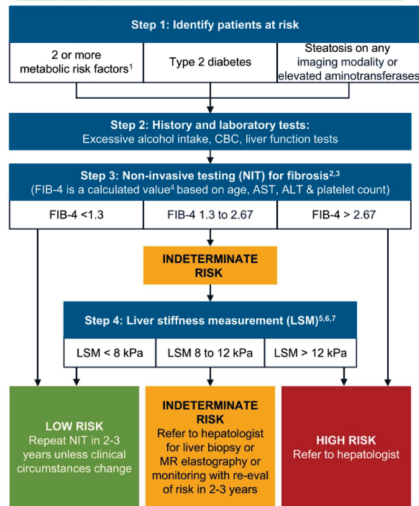 Step 1: Identify patients at risk
2 or more
metabolic risk factors¹
Type 2 diabetes
Steatosis on any
imaging modality or
elevated aminotransferases
Step 2: History and laboratory tests:
Excessive alcohol intake, CBC, liver function tests
Step 3: Non-invasive testing (NIT) for fibrosis²,³
(FIB-4 is a calculated value⁴ based on age, AST, ALT & platelet count)
FIB-4 <1.3
FIB-4 1.3 to 2.67
FIB-4 > 2.67
INDETERMINATE
RISK
Step 4: Liver stiffness measurement (LSM)⁵,⁶,⁷
LSM < 8 kPa
LSM 8 to 12 kPa
LSM > 12 kPa
LOW RISK
Repeat NIT in 2-3
years unless clinical
circumstances change
INDETERMINATE
RISK
Refer to hepatologist
for liver biopsy or
MR elastography or
monitoring with re-eval
of risk in 2-3 years
HIGH RISK
Refer to hepatologist